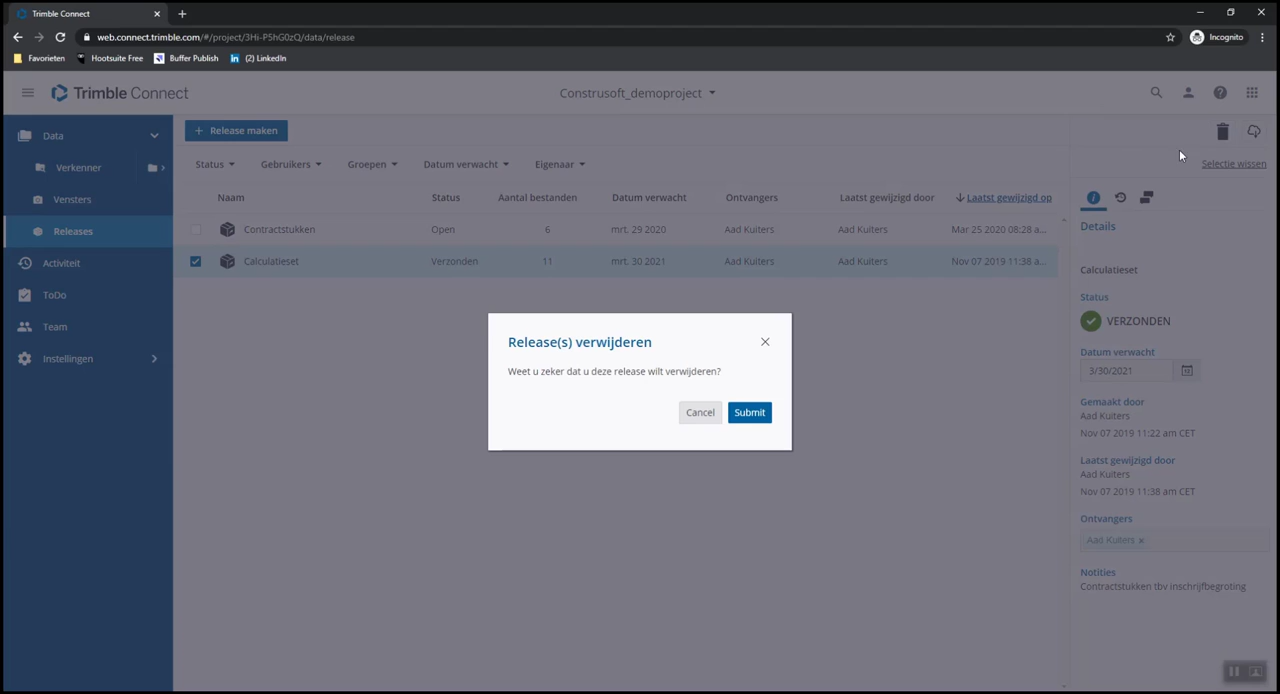 Trimble Connect
web.connect.trimble.com/#/project/3Hi-P5hG0zQ/data/release
Incognito
Favorieten
Hootsuite Free
Buffer Publish
(2) LinkedIn
Trimble Connect
Construsoft_demoproject
Data
Release maken
Selectie wissen
Verkenner
Status
Gebruikers
Groepen
Datum verwacht
Eigenaar
Vensters
Naam
Status
Aantal bestanden
Datum verwacht
Ontvangers
Laatst gewijzigd door
Laatst gewijzigd op
Releases
Contractstukken
Open
6
mrt. 29 2020
Aad Kuiters
Aad Kuiters
Mar 25 2020 08:28 a...
Calculatieset
Verzonden
11
mrt. 30 2021
Aad Kuiters
Aad Kuiters
Nov 07 2019 11:38 a...
Activiteit
ToDo
Team
Instellingen
Release(s) verwijderen
Weet u zeker dat u deze release wilt verwijderen?
Cancel
Submit
Details
Calculatieset
Status
VERZONDEN
Datum verwacht
3/30/2021
Gemaakt door
Aad Kuiters
Nov 07 2019 11:22 am CET
Laatst gewijzigd door
Aad Kuiters
Nov 07 2019 11:38 am CET
Ontvangers
Aad Kuiters
Notities
Contractstukken tbv inschrijfbegroting